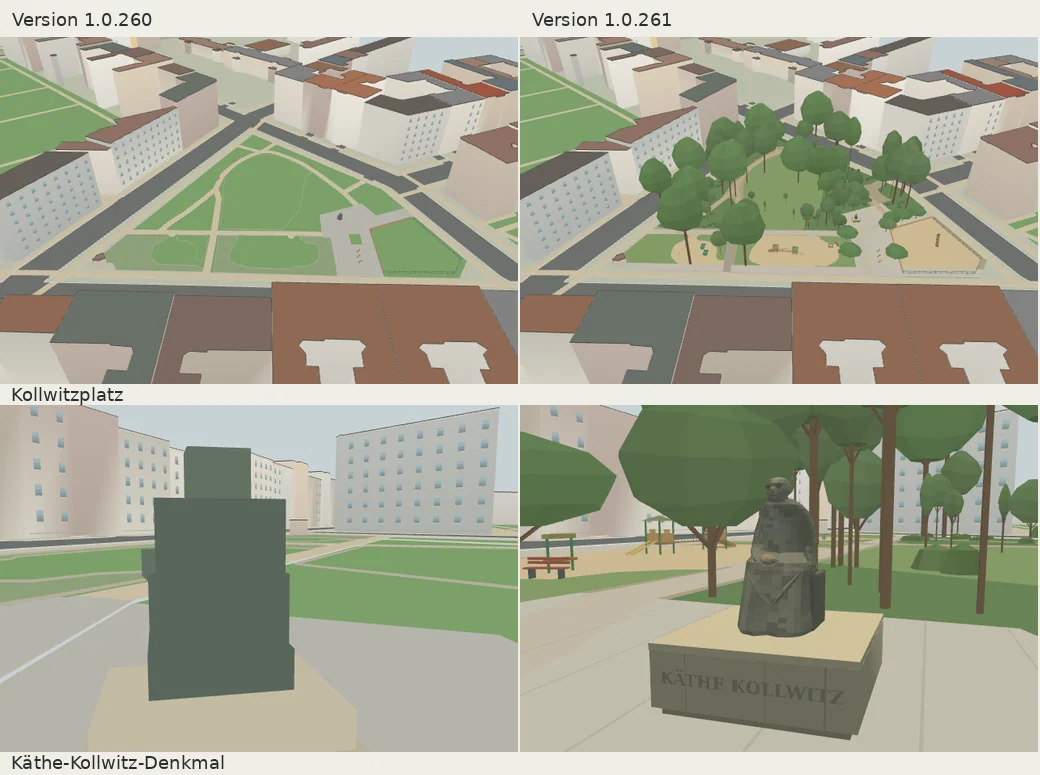 Version 1.0.260
Version 1.0.261
Kollwitzplatz
KÄTHE KOLLWITZ
Käthe-Kollwitz-Denkmal